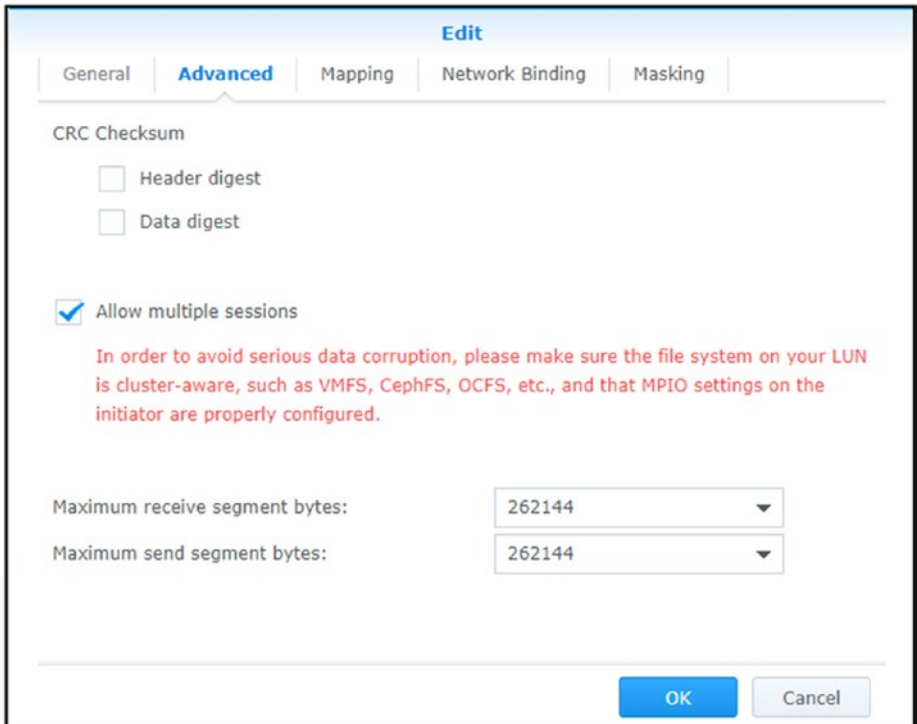 Edit
General Advanced Mapping Network Binding Masking
CRC Checksum
Header digest
Data digest
Allow multiple sessions
In order to avoid serious data corruption, please make sure the file system on your LUN
is cluster-aware, such as VMFS, CephFS, OCFS, etc., and that MPIO settings on the
initiator are properly configured.
Maximum receive segment bytes: 262144
Maximum send segment bytes: 262144
OK Cancel